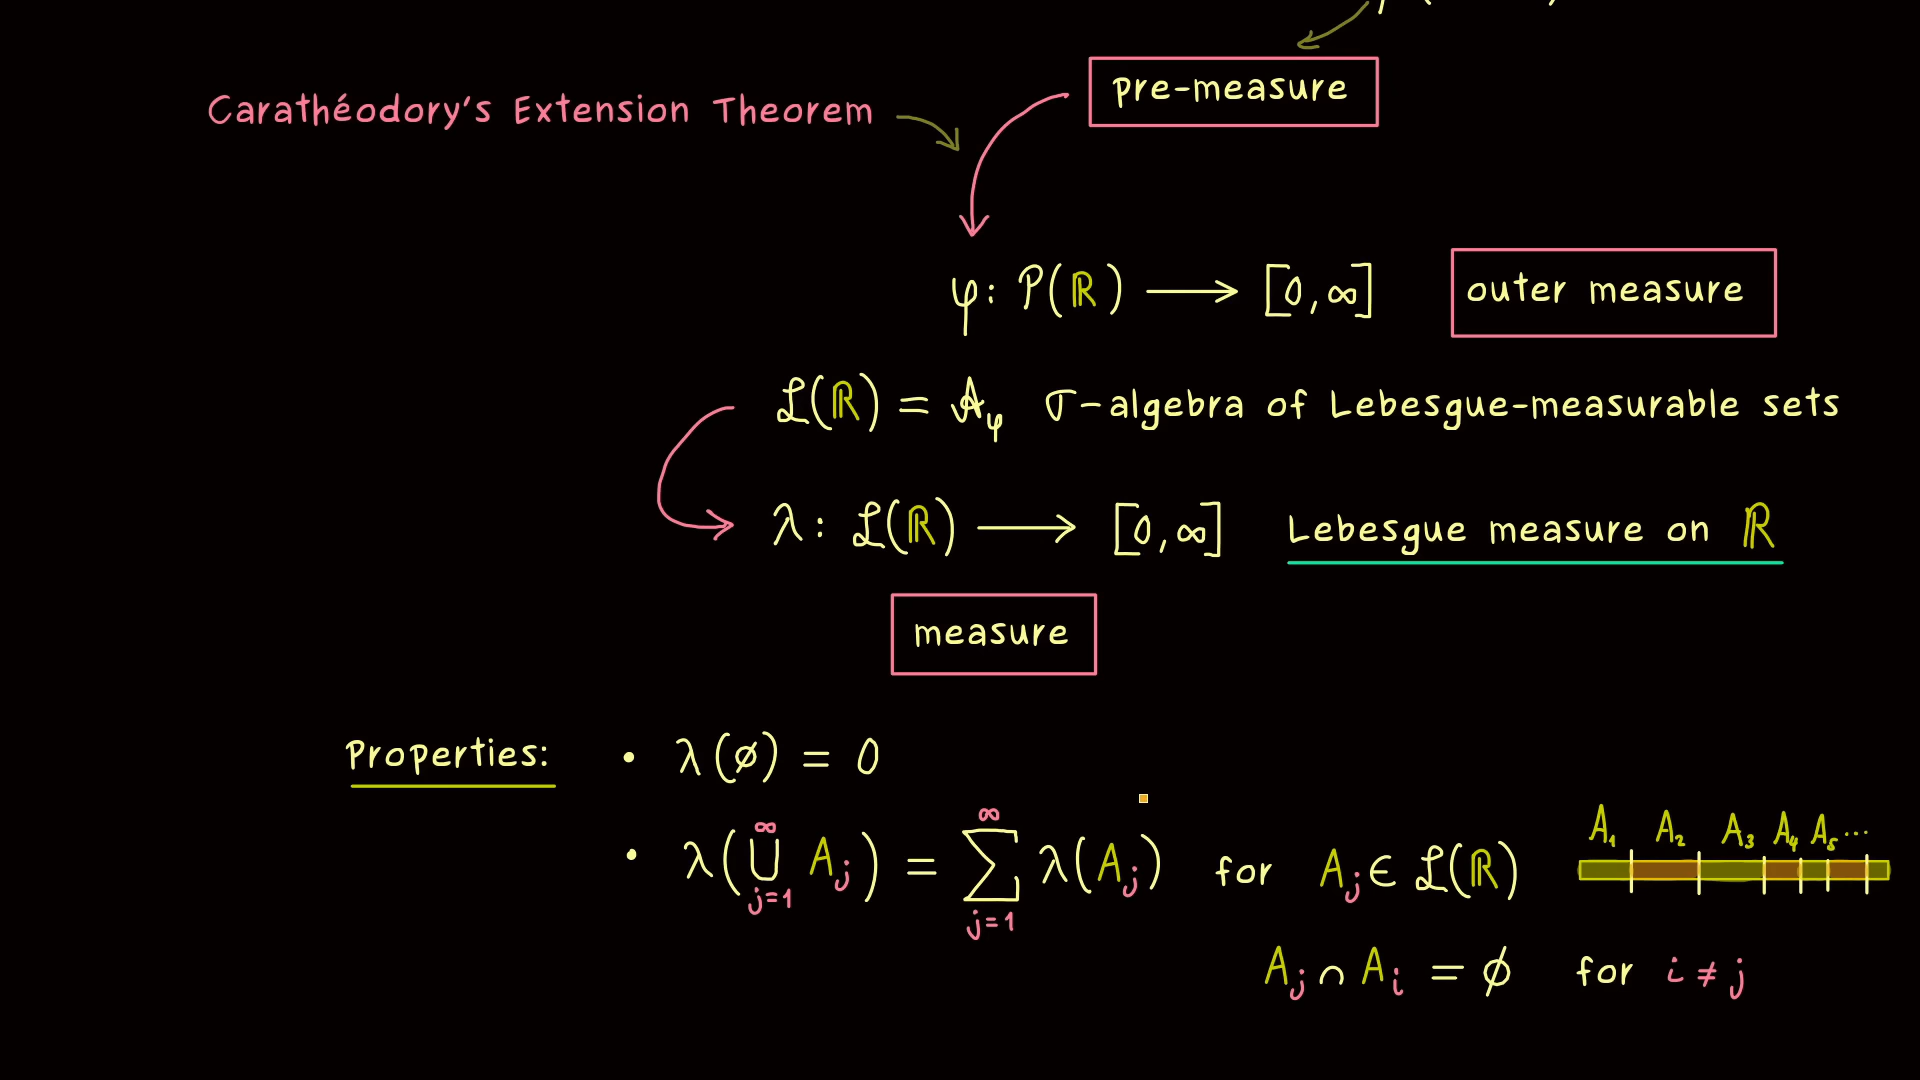 pre-measure
Carathéodory's Extension Theorem
φ: P(ℝ) ⟶ [0,∞] outer measure
ℒ(ℝ) = 𝒜_φ σ-algebra of Lebesgue-measurable sets
λ: ℒ(ℝ) ⟶ [0,∞] Lebesgue measure on ℝ
measure
Properties: • λ(∅) = 0
• λ(⋃_{j=1}^{∞} A_j) = ∑_{j=1}^{∞} λ(A_j) for A_j ∈ ℒ(ℝ) A_1 A_2 A_3 A_4 A_5 ...
A_j ∩ A_i = ∅ for i ≠ j